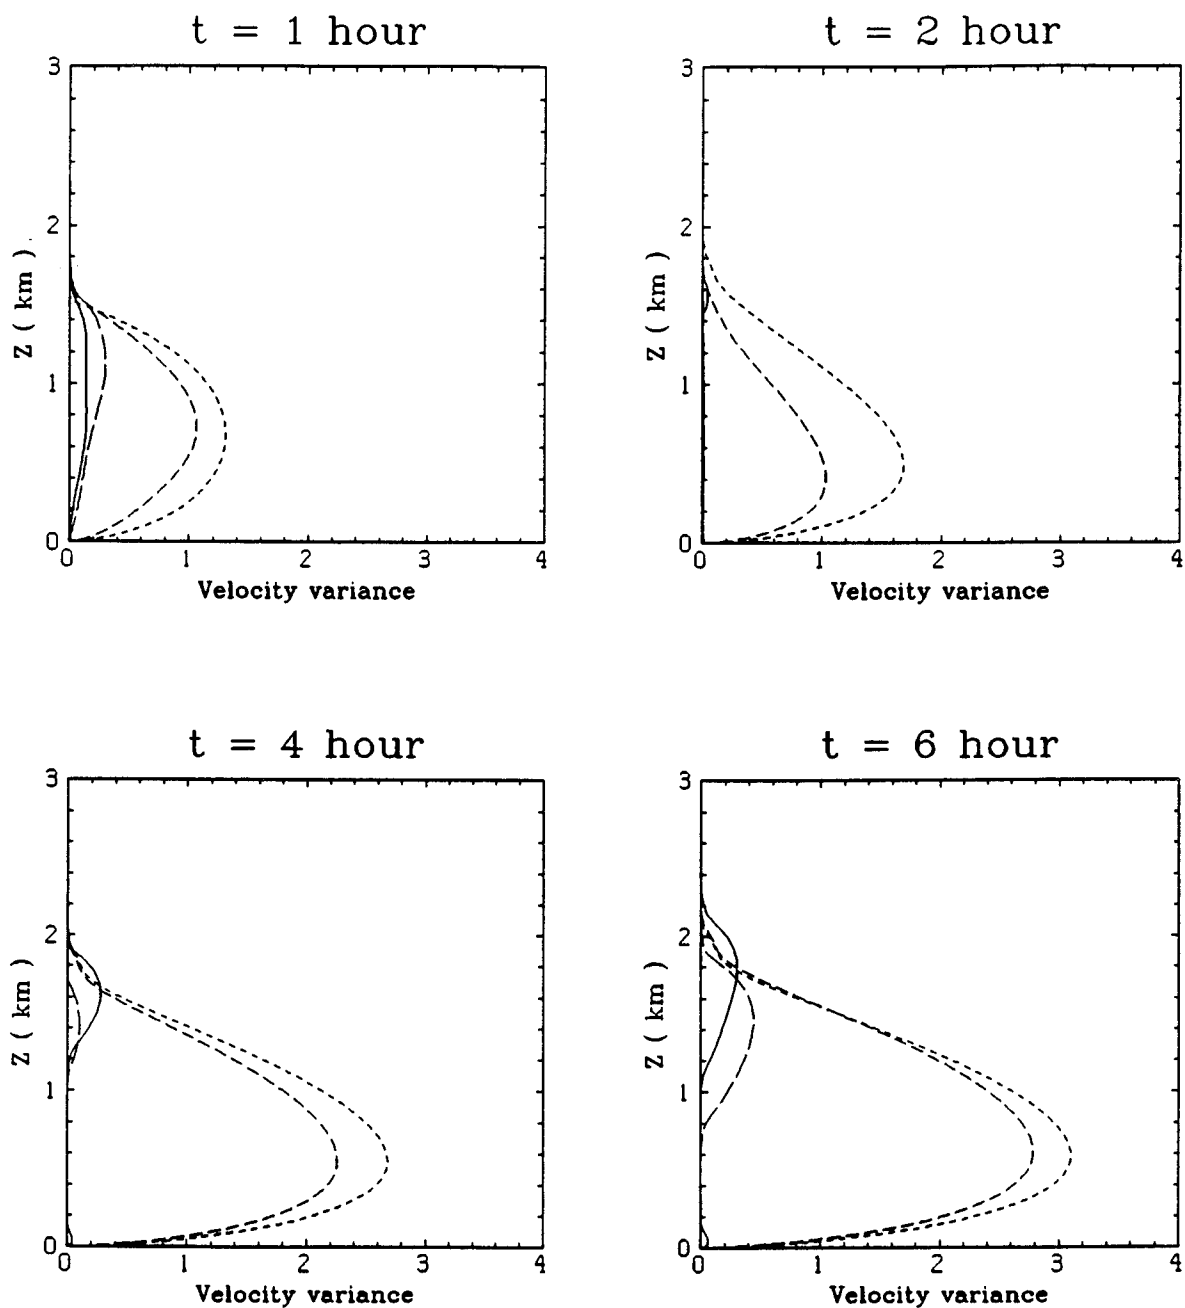 t = 1 hour
3
2
1
0
Z ( km )
0 1 2 3 4
Velocity variance
t = 2 hour
3
2
1
0
Z ( km )
0 1 2 3 4
Velocity variance
t = 4 hour
3
2
1
0
Z ( km )
0 1 2 3 4
Velocity variance
t = 6 hour
3
2
1
0
Z ( km )
0 1 2 3 4
Velocity variance